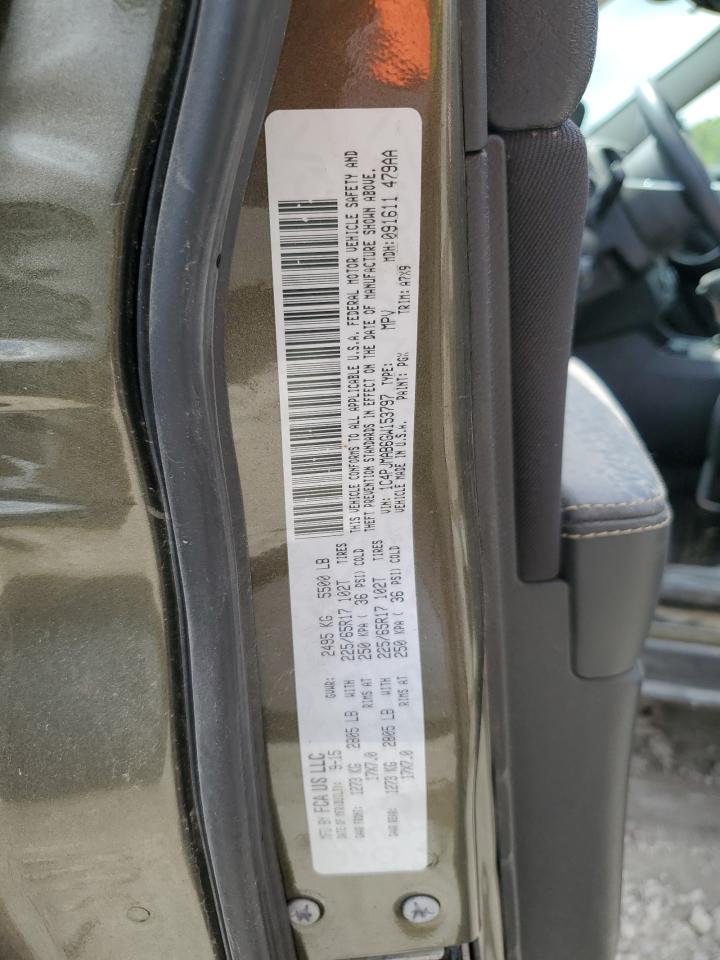 MFD BY: FCA US LLC
DATE OF MFR(BUILD): 9-15
GVWR: 2495 KG 5500 LB
GAWR FRONT: 1273 KG 2805 LB WITH 225/65R17 102T TIRES
17X7.0 RIMS AT 250 KPA ( 36 PSI) COLD
GAWR REAR: 1273 KG 2805 LB WITH 225/65R17 102T TIRES
17X7.0 RIMS AT 250 KPA ( 36 PSI) COLD
THIS VEHICLE CONFORMS TO ALL APPLICABLE U.S.A. FEDERAL MOTOR VEHICLE SAFETY AND
THEFT PREVENTION STANDARDS IN EFFECT ON THE DATE OF MANUFACTURE SHOWN ABOVE.
VIN: 1C4PJMAB6GW153797 TYPE: MPV MDH: 091611 479AA
VEHICLE MADE IN U.S.A. PAINT: PGX TRIM: A7X9